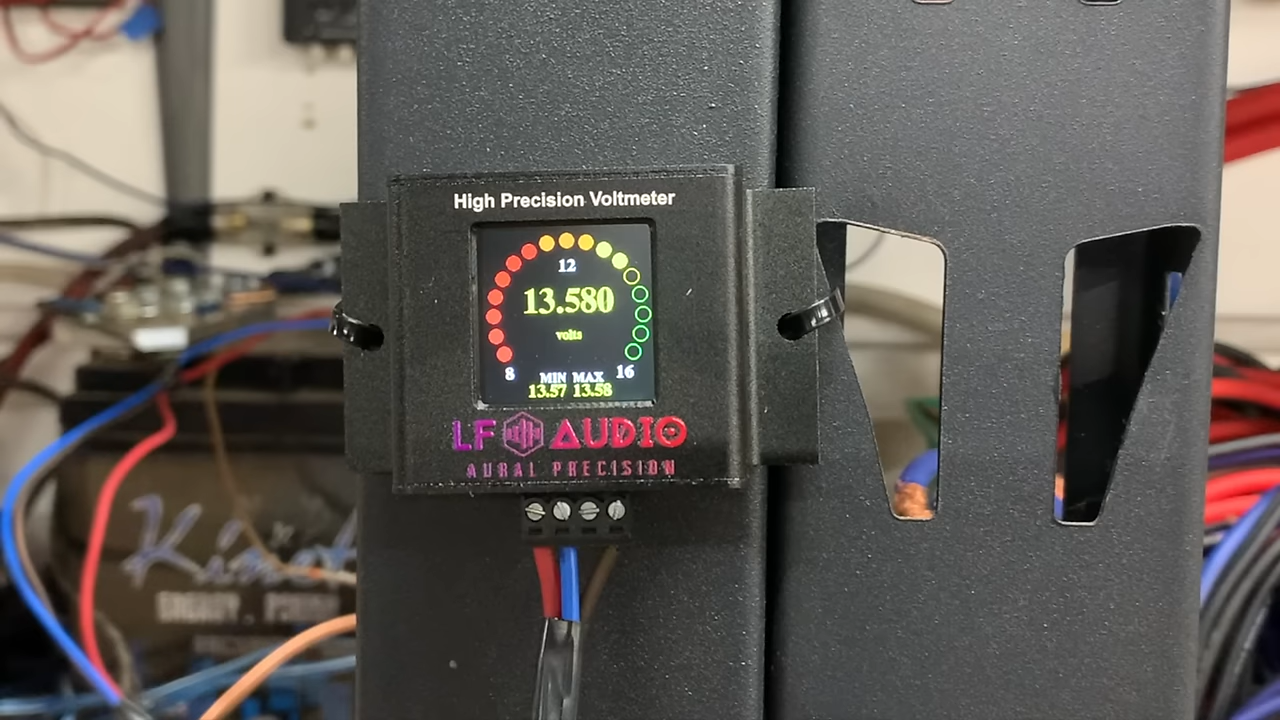 High Precision Voltmeter
12
13.580
volts
8 16
MIN MAX
13.57 13.58
LF AUDIO
AURAL PRECISION